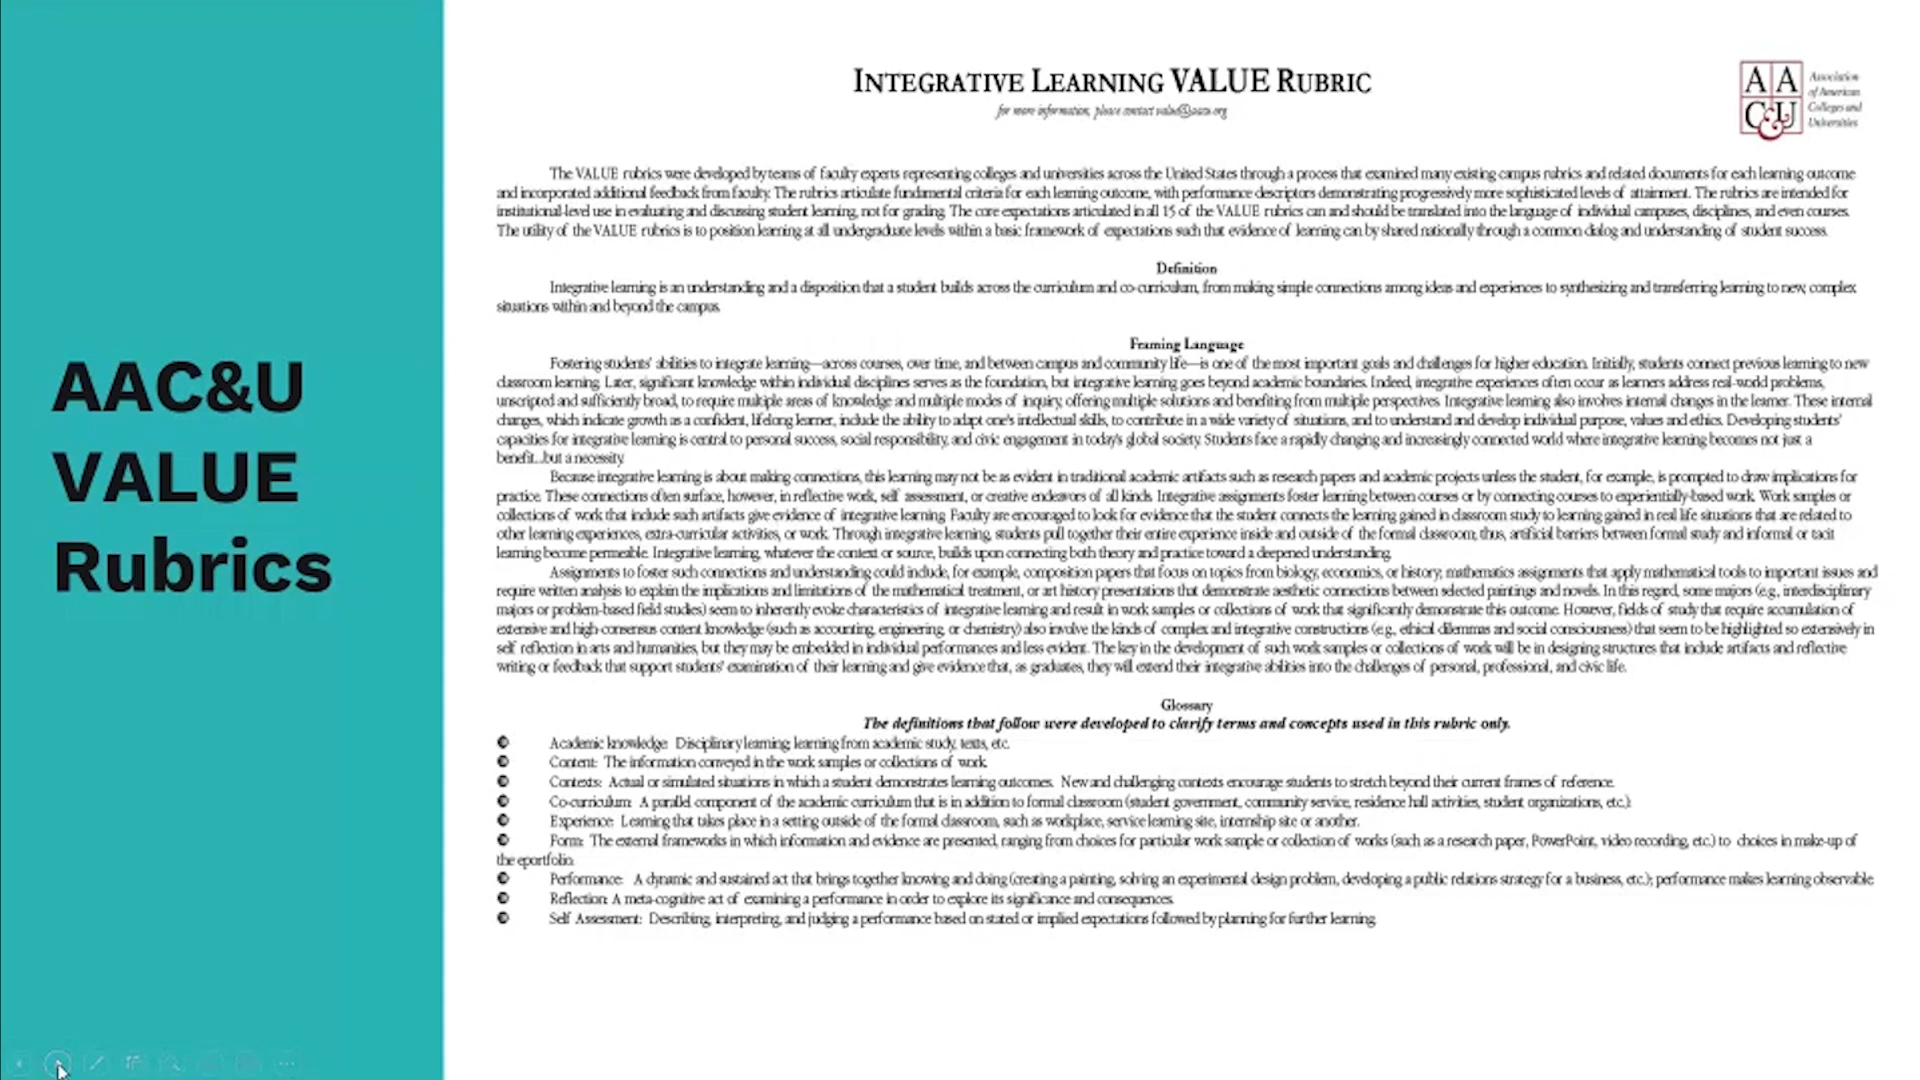 AAC&U
VALUE
Rubrics
INTEGRATIVE LEARNING VALUE RUBRIC
for more information, please contact value@aacu.org
AA
C&U
Association
of American
Colleges and
Universities
The VALUE rubrics were developed by teams of faculty experts representing colleges and universities across the United States through a process that examined many existing campus rubrics and related documents for each learning outcome
and incorporated additional feedback from faculty. The rubrics articulate fundamental criteria for each learning outcome, with performance descriptors demonstrating progressively more sophisticated levels of attainment. The rubrics are intended for
institutional-level use in evaluating and discussing student learning, not for grading. The core expectations articulated in all 15 of the VALUE rubrics can and should be translated into the language of individual campuses, disciplines, and even courses.
The utility of the VALUE rubrics is to position learning at all undergraduate levels within a basic framework of expectations such that evidence of learning can by shared nationally through a common dialog and understanding of student success.
Definition
Integrative learning is an understanding and a disposition that a student builds across the curriculum and co-curriculum, from making simple connections among ideas and experiences to synthesizing and transferring learning to new, complex
situations within and beyond the campus.
Framing Language
Fostering students' abilities to integrate learning—across courses, over time, and between campus and community life—is one of the most important goals and challenges for higher education. Initially, students connect previous learning to new
classroom learning. Later, significant knowledge within individual disciplines serves as the foundation, but integrative learning goes beyond academic boundaries. Indeed, integrative experiences often occur as learners address real-world problems,
unscripted and sufficiently broad, to require multiple areas of knowledge and multiple modes of inquiry, offering multiple solutions and benefiting from multiple perspectives. Integrative learning also involves internal changes in the learner. These internal
changes, which indicate growth as a confident, lifelong learner, include the ability to adapt one's intellectual skills, to contribute in a wide variety of situations, and to understand and develop individual purpose, values and ethics. Developing students'
capacities for integrative learning is central to personal success, social responsibility, and civic engagement in today's global society. Students face a rapidly changing and increasingly connected world where integrative learning becomes not just a
benefit...but a necessity.
Because integrative learning is about making connections, this learning may not be as evident in traditional academic artifacts such as research papers and academic projects unless the student, for example, is prompted to draw implications for
practice. These connections often surface, however, in reflective work, self assessment, or creative endeavors of all kinds. Integrative assignments foster learning between courses or by connecting courses to experientially-based work. Work samples or
collections of work that include such artifacts give evidence of integrative learning. Faculty are encouraged to look for evidence that the student connects the learning gained in classroom study to learning gained in real life situations that are related to
other learning experiences, extra-curricular activities, or work. Through integrative learning, students pull together their entire experience inside and outside of the formal classroom; thus, artificial barriers between formal study and informal or tacit
learning become permeable. Integrative learning, whatever the context or source, builds upon connecting both theory and practice toward a deepened understanding.
Assignments to foster such connections and understanding could include, for example, composition papers that focus on topics from biology, economics, or history; mathematics assignments that apply mathematical tools to important issues and
require written analysis to explain the implications and limitations of the mathematical treatment, or art history presentations that demonstrate aesthetic connections between selected paintings and novels. In this regard, some majors (e.g., interdisciplinary
majors or problem-based field studies) seem to inherently evoke characteristics of integrative learning and result in work samples or collections of work that significantly demonstrate this outcome. However, fields of study that require accumulation of
extensive and high-consensus content knowledge (such as accounting, engineering, or chemistry) also involve the kinds of complex and integrative constructions (e.g., ethical dilemmas and social consciousness) that seem to be highlighted so extensively in
self reflection in arts and humanities, but they may be embedded in individual performances and less evident. The key in the development of such work samples or collections of work will be in designing structures that include artifacts and reflective
writing or feedback that support students' examination of their learning and give evidence that, as graduates, they will extend their integrative abilities into the challenges of personal, professional, and civic life.
Glossary
The definitions that follow were developed to clarify terms and concepts used in this rubric only.
Academic knowledge: Disciplinary learning; learning from academic study, texts, etc.
Content: The information conveyed in the work samples or collections of work.
Contexts: Actual or simulated situations in which a student demonstrates learning outcomes. New and challenging contexts encourage students to stretch beyond their current frames of reference.
Co-curriculum: A parallel component of the academic curriculum that is in addition to formal classroom (student government, community service, residence hall activities, student organizations, etc.).
Experience: Learning that takes place in a setting outside of the formal classroom, such as workplace, service learning site, internship site or another.
Form: The external frameworks in which information and evidence are presented, ranging from choices for particular work sample or collection of works (such as a research paper, PowerPoint, video recording, etc.) to choices in make-up of
the eportfolio.
Performance: A dynamic and sustained act that brings together knowing and doing (creating a painting, solving an experimental design problem, developing a public relations strategy for a business, etc.); performance makes learning observable.
Reflection: A meta-cognitive act of examining a performance in order to explore its significance and consequences.
Self Assessment: Describing, interpreting, and judging a performance based on stated or implied expectations followed by planning for further learning.